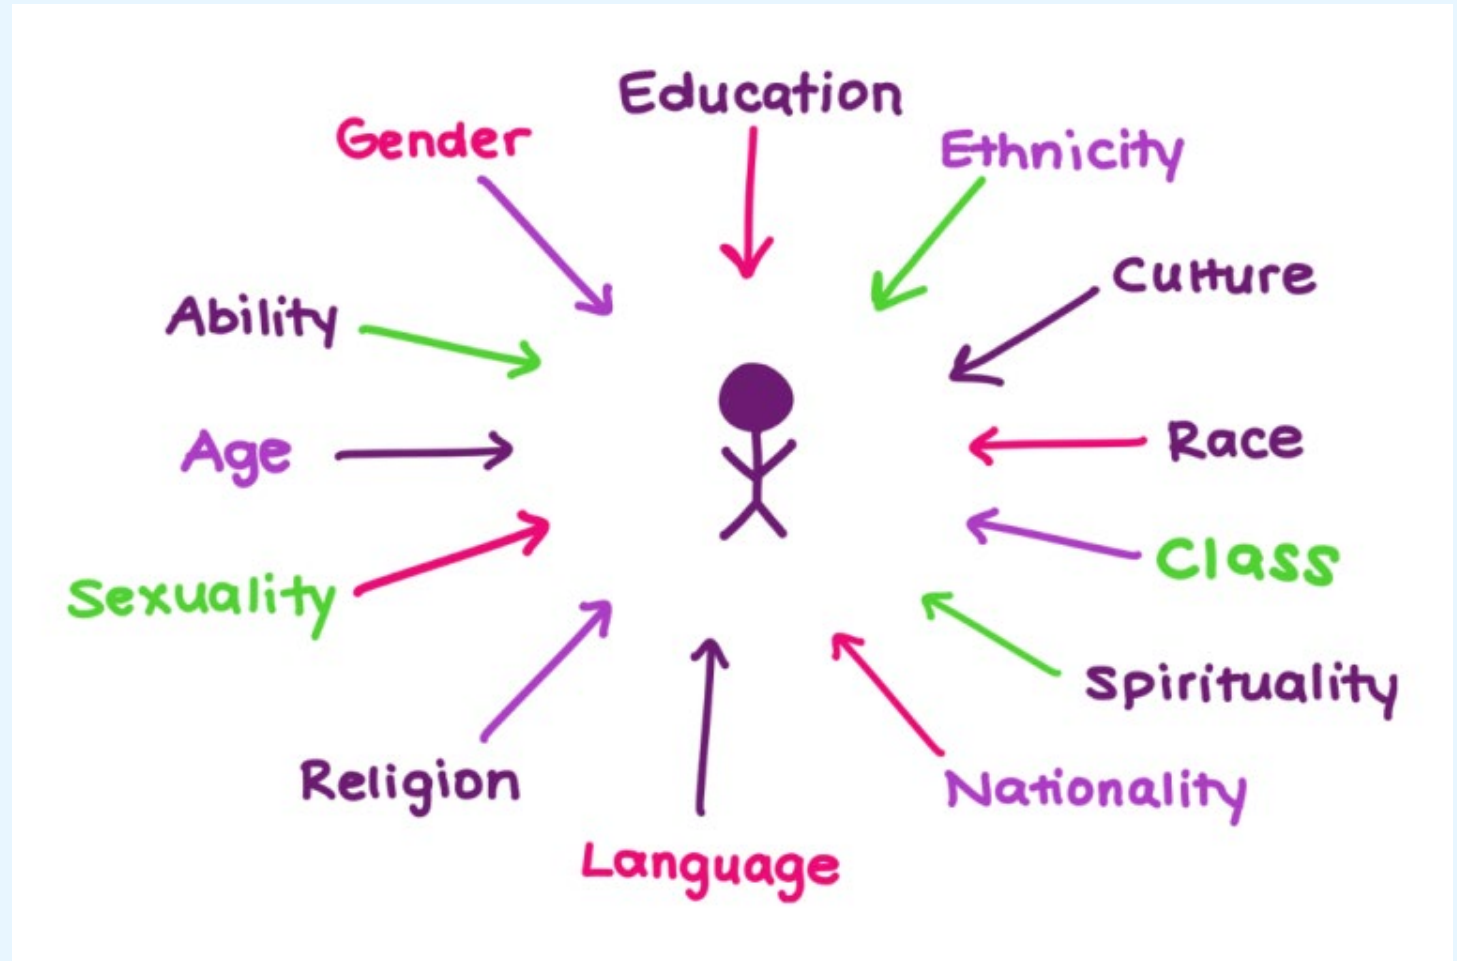 Education
Gender
Ethnicity
Culture
Ability
Race
Age
Class
Sexuality
Spirituality
Religion
Nationality
Language